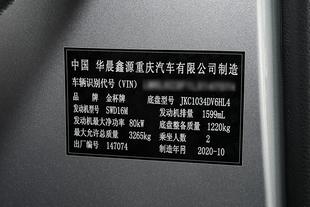 中国 华晨鑫源重庆汽车有限公司制造
车辆识别代号 (VIN)
品 牌 金杯牌 底盘型号 JKC1034DV6HL4
发动机型号 SWD16M 发动机排量 1599mL
发动机最大净功率 80kW 底盘整备质量 1220kg
最大允许总质量 3265kg 乘坐人数 2
出厂编号 147074 制造年月 2020-10